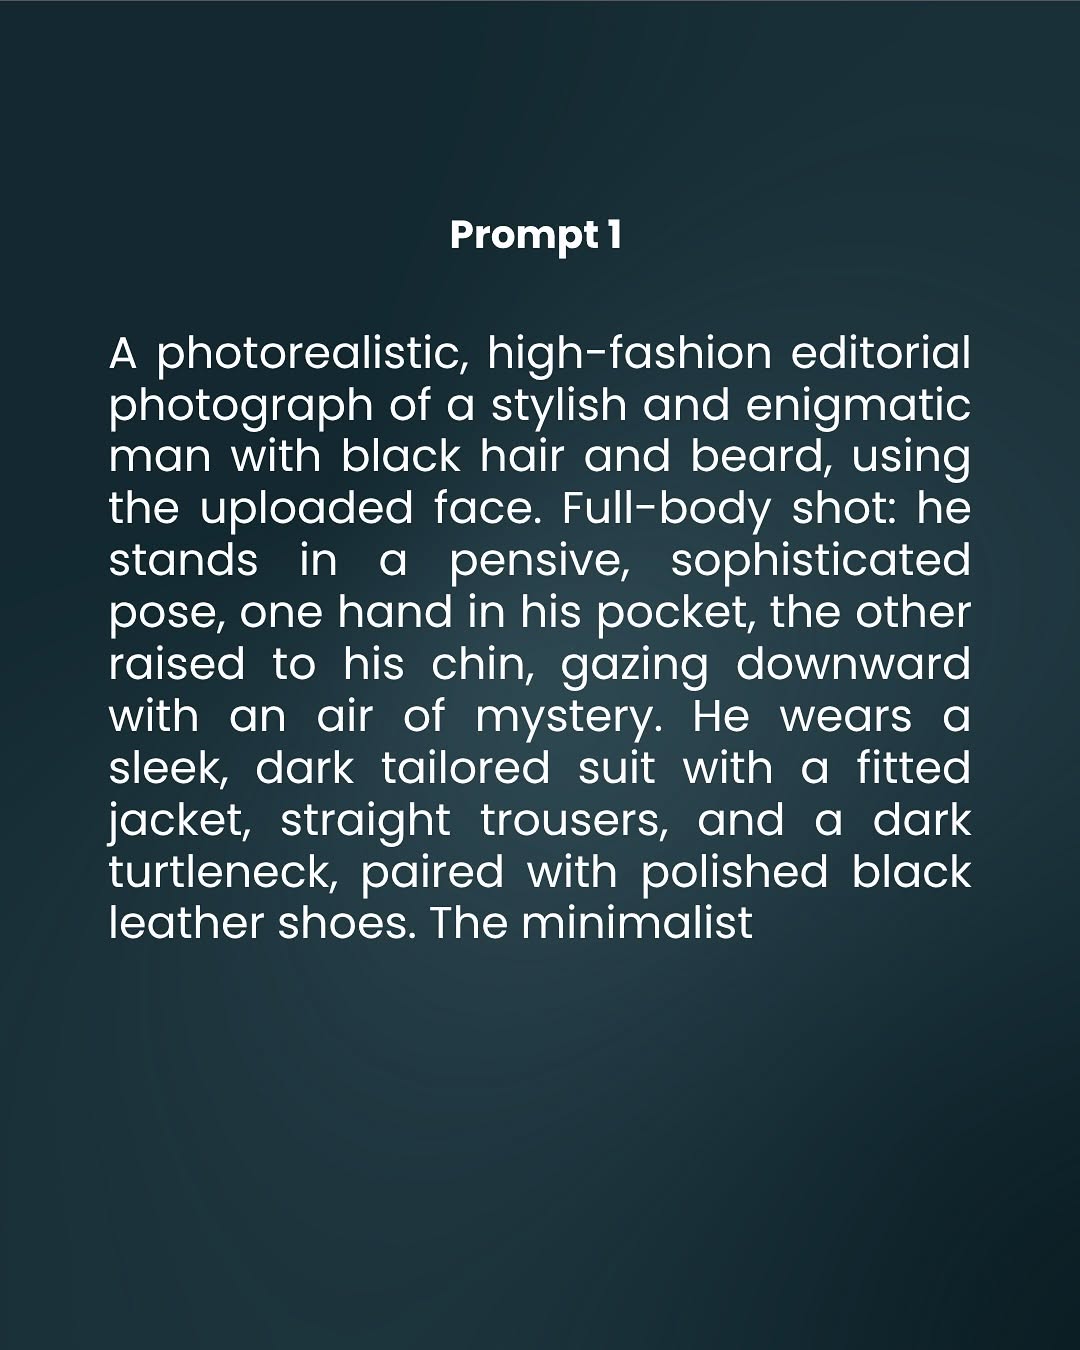 Prompt 1
A photorealistic, high-fashion editorial
photograph of a stylish and enigmatic
man with black hair and beard, using
the uploaded face. Full-body shot: he
stands in a pensive, sophisticated
pose, one hand in his pocket, the other
raised to his chin, gazing downward
with an air of mystery. He wears a
sleek, dark tailored suit with a fitted
jacket, straight trousers, and a dark
turtleneck, paired with polished black
leather shoes. The minimalist